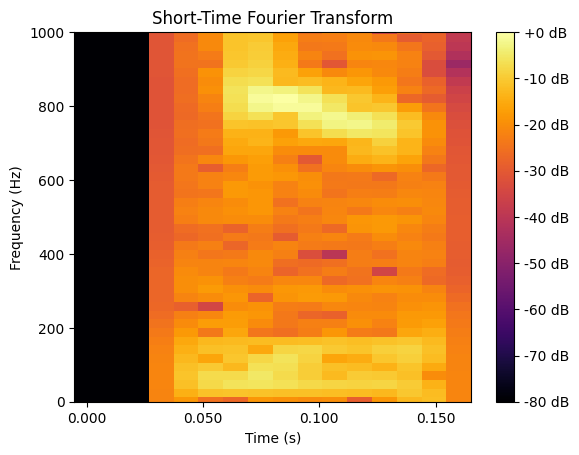 Short-Time Fourier Transform
1000
800
600
400
200
0
Frequency (Hz)
0.000
0.050
0.100
0.150
Time (s)
+0 dB
-10 dB
-20 dB
-30 dB
-40 dB
-50 dB
-60 dB
-70 dB
-80 dB